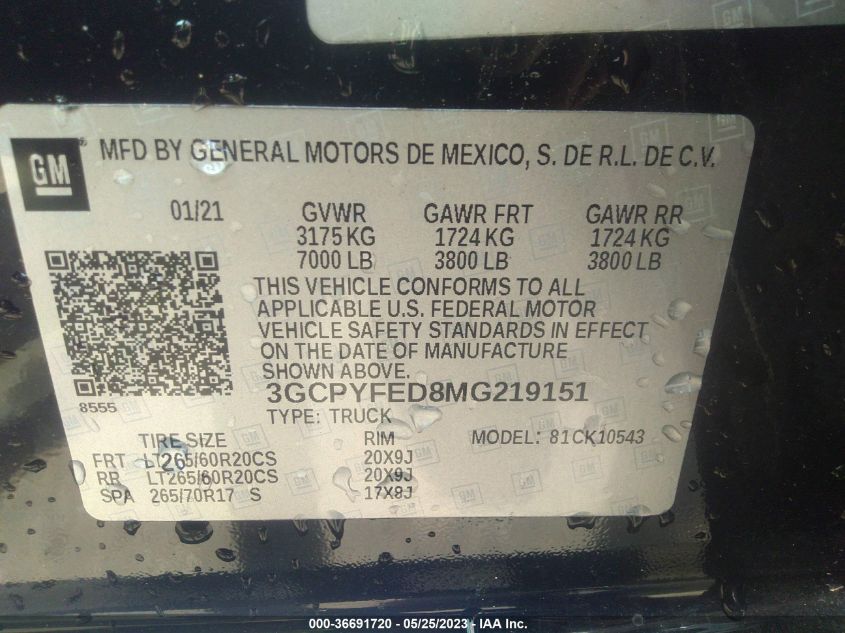 GM
GM® MFD BY GENERAL MOTORS DE MEXICO, S. DE R.L. DE C.V.
01/21 GVWR GAWR FRT GAWR RR
3175 KG 1724 KG 1724 KG
7000 LB 3800 LB 3800 LB
THIS VEHICLE CONFORMS TO ALL
APPLICABLE U.S. FEDERAL MOTOR
VEHICLE SAFETY STANDARDS IN EFFECT
ON THE DATE OF MANUFACTURE
SHOWN ABOVE.
8555 3GCPYFED8MG219151
TYPE: TRUCK
TIRE SIZE RIM MODEL: 81CK10543
FRT LT265/60R20CS 20X9J
RR LT265/60R20CS 20X9J
SPA 265/70R17 S 17X8J
000-36691720 - 05/25/2023 - IAA Inc.